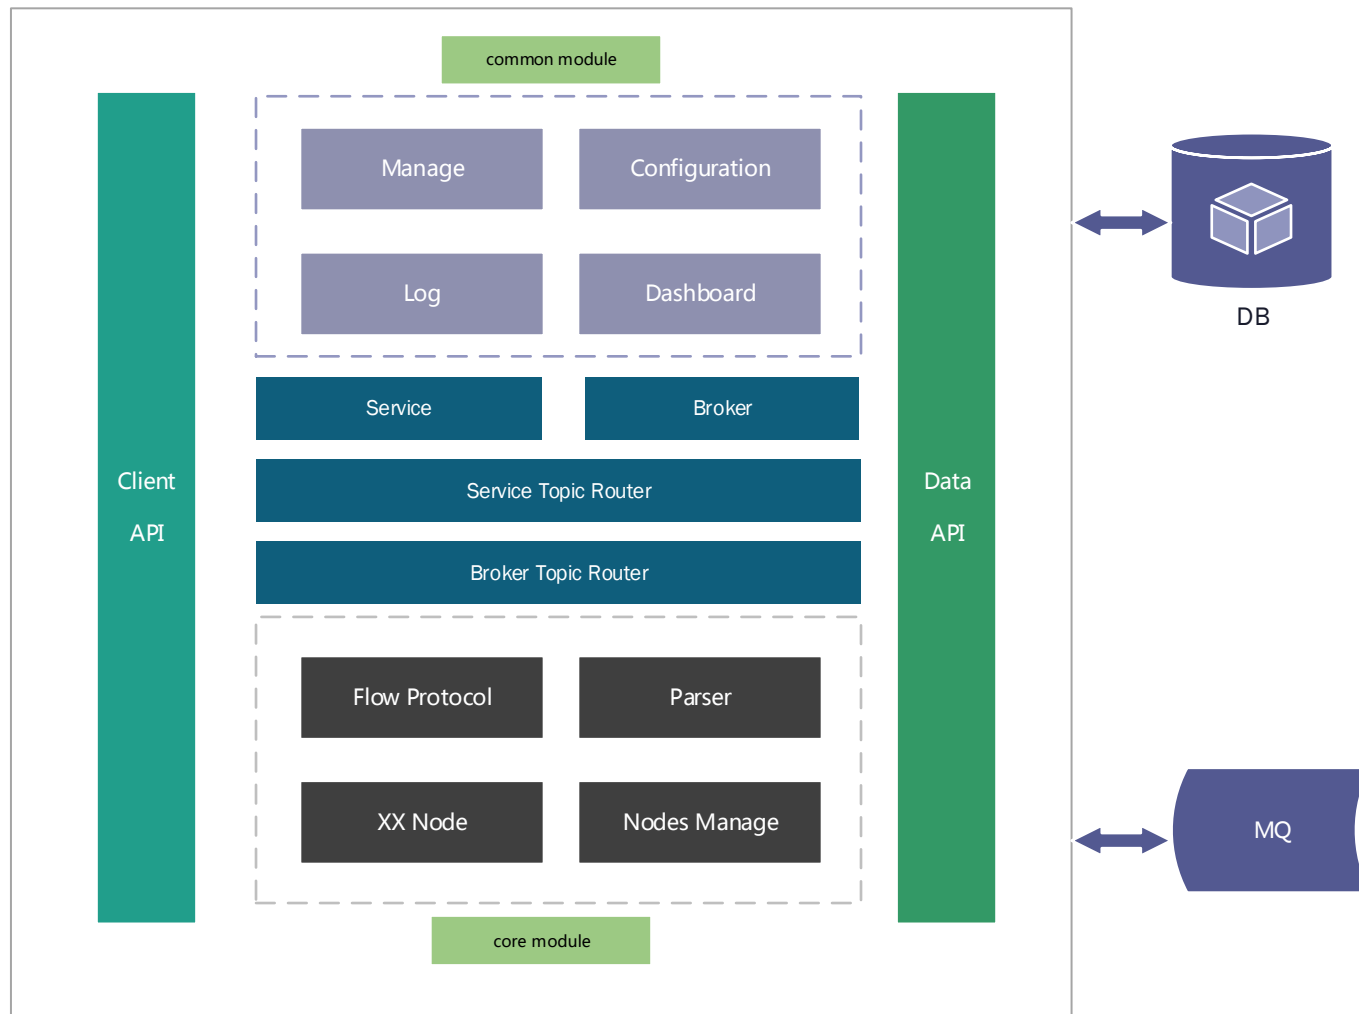 common module
Manage
Configuration
Log
Dashboard
DB
Service
Broker
Client
API
Service Topic Router
Data
API
Broker Topic Router
Flow Protocol
Parser
XX Node
Nodes Manage
MQ
core module